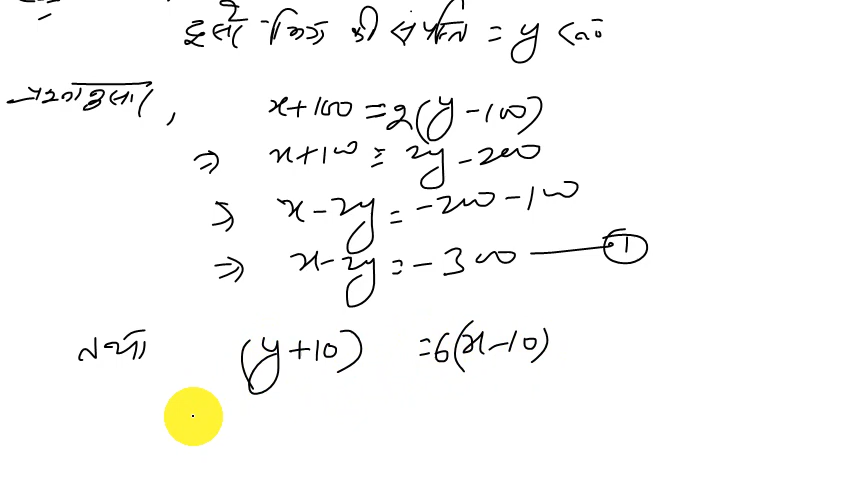 दूसरे मित्र की संपत्ति = y रू०
प्रश्नानुसार,
x+100 = 2(y-100)
⇒ x+100 = 2y-200
⇒ x-2y = -200-100
⇒ x-2y = -300 —— ①
तथा (y+10) = 6(x-10)